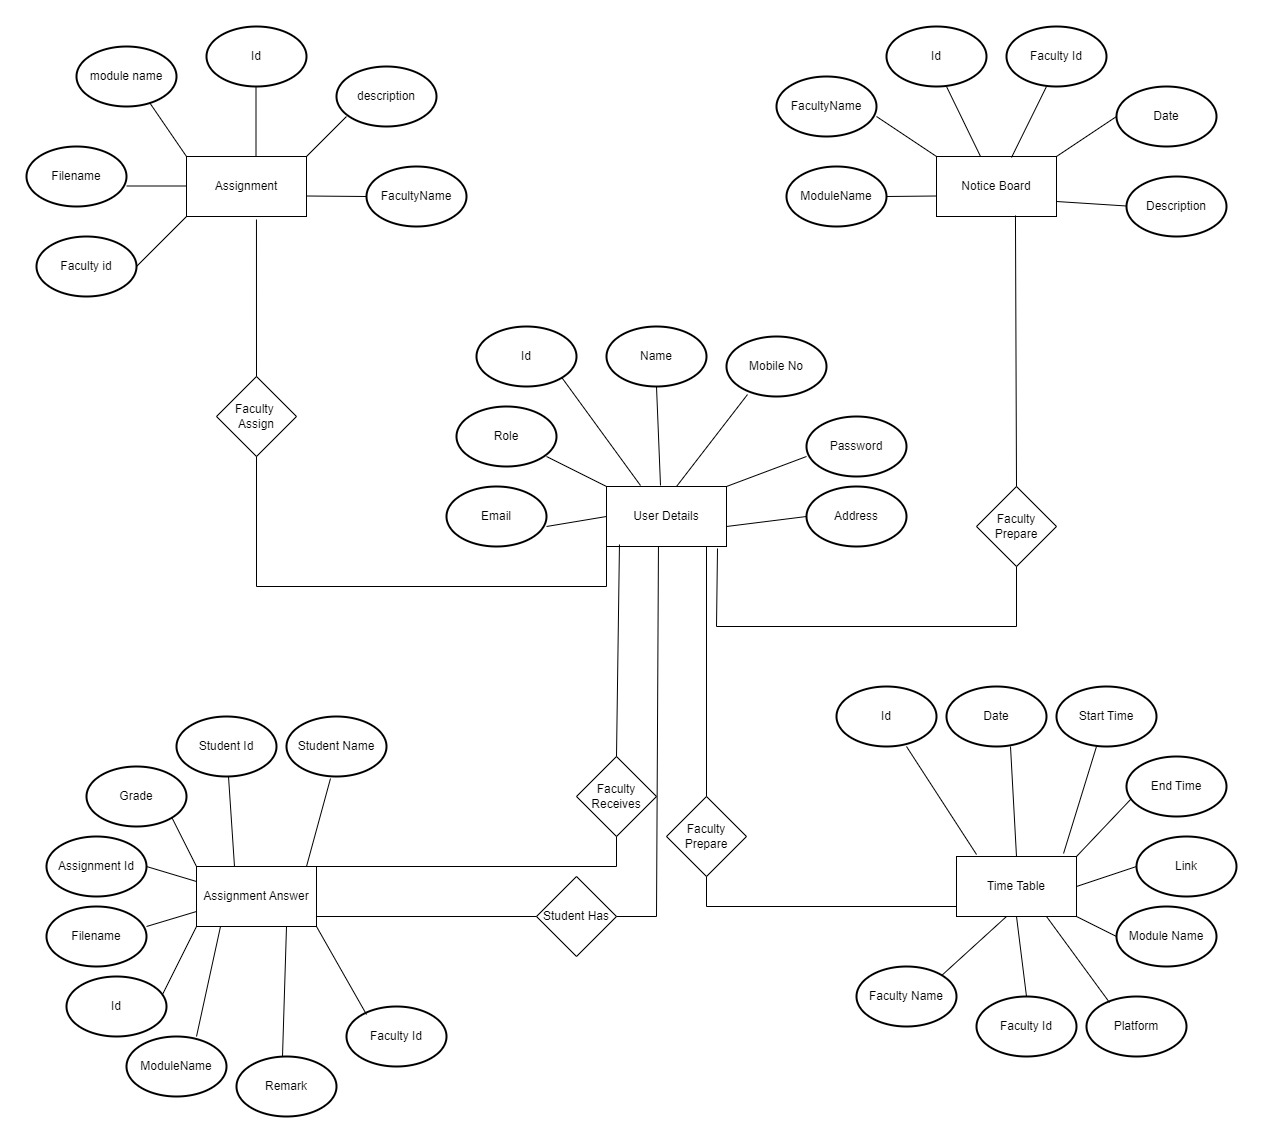 Id
module name
description
Filename
Assignment
FacultyName
Faculty id
Id
Faculty Id
FacultyName
Date
ModuleName
Notice Board
Description
Faculty
Assign
Id
Name
Mobile No
Role
Password
Email
User Details
Address
Faculty
Prepare
Student Id
Student Name
Grade
Assignment Id
Assignment Answer
Filename
Id
ModuleName
Remark
Faculty Id
Faculty
Receives
Student Has
Faculty
Prepare
Id
Date
Start Time
End Time
Link
Time Table
Module Name
Faculty Name
Faculty Id
Platform